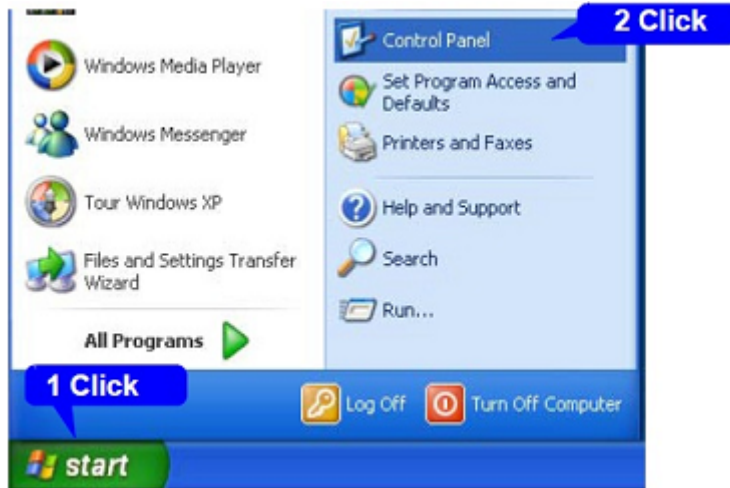 2 Click
Control Panel
Windows Media Player
Set Program Access and
Defaults
Windows Messenger
Printers and Faxes
Tour Windows XP
Help and Support
Files and Settings Transfer
Wizard
Search
Run...
All Programs
1 Click
Log Off
Turn Off Computer
start